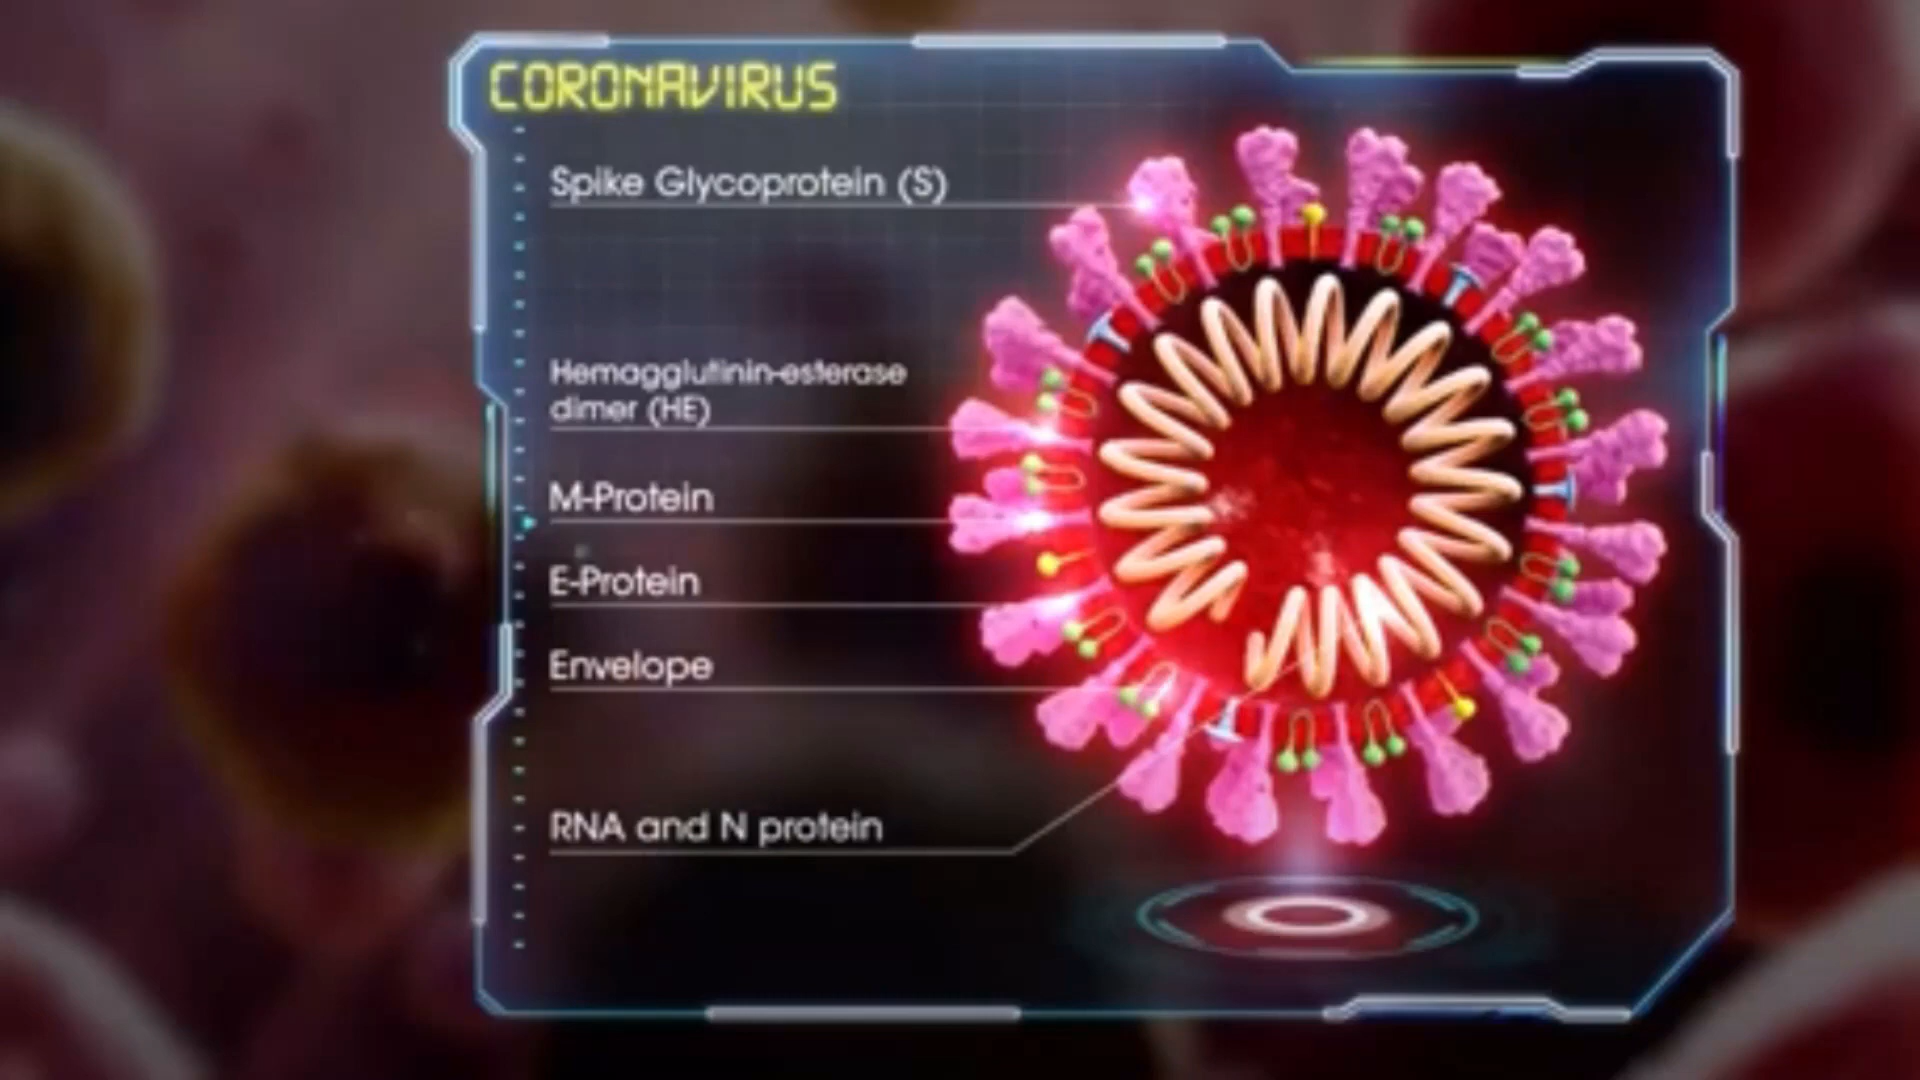 CORONAVIRUS
Spike Glycoprotein (S)
Hemagglutinin-esterase
dimer (HE)
M-Protein
E-Protein
Envelope
RNA and N protein